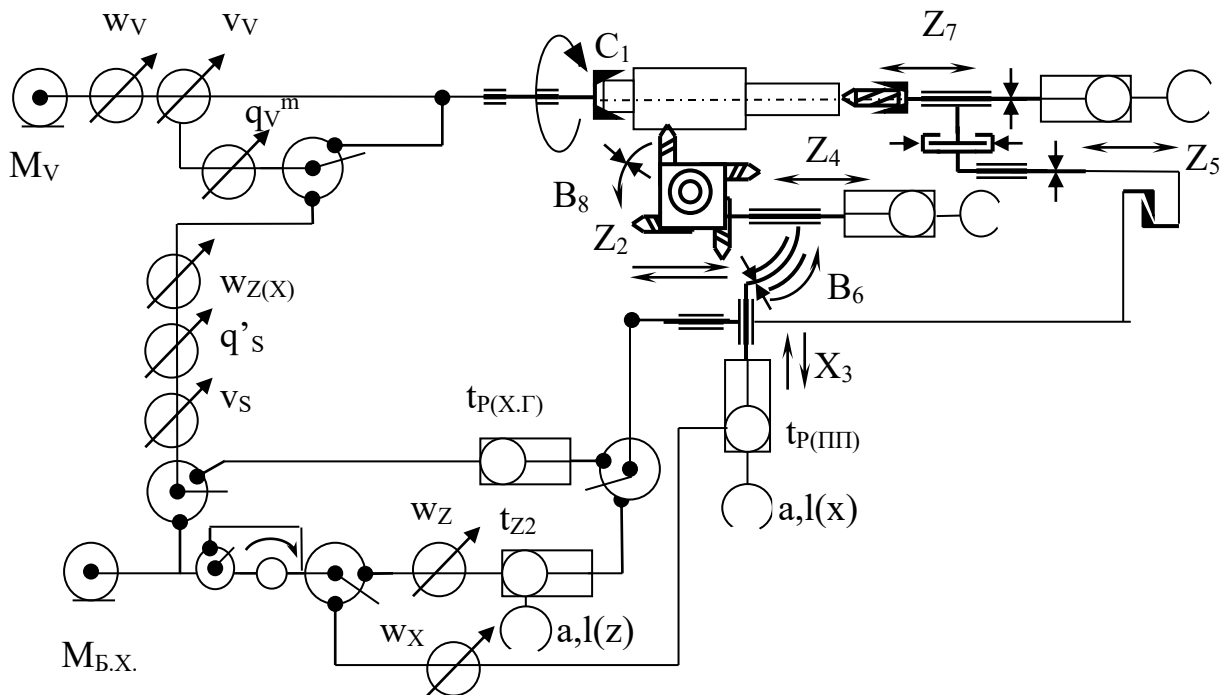 w_V
v_V
C_1
Z_7
q_V^m
M_V
B_8
Z_4
Z_5
Z_2
w_Z(X)
B_6
q’_S
X_3
v_S
t_P(Х.Г)
t_P(ПП)
w_Z
t_Z2
a,l(x)
w_X
a,l(z)
М_Б.Х.